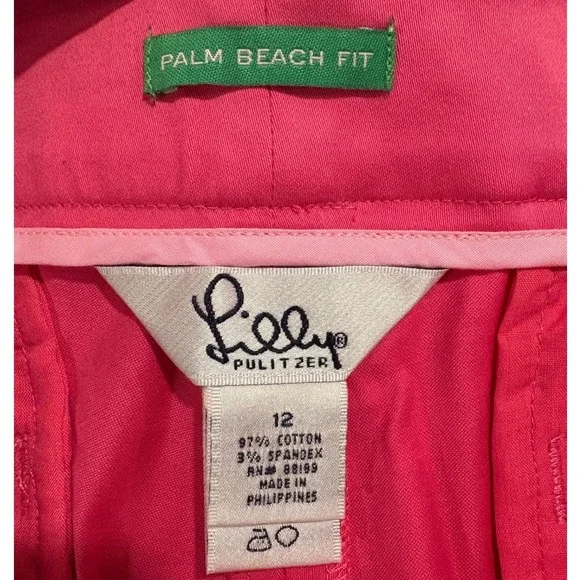 PALM BEACH FIT
Lilly®
PULITZER
12
97% COTTON
3% SPANDEX
RN# 88199
MADE IN
PHILIPPINES